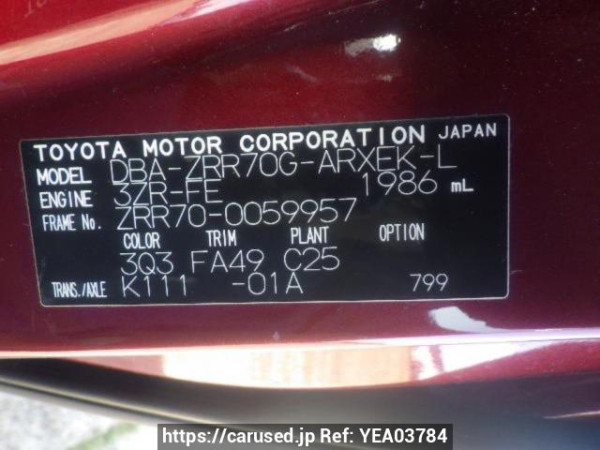 TOYOTA MOTOR CORPORATION JAPAN
MODEL DBA-ZRR70G-ARXEK-L
ENGINE 3ZR-FE 1986 mL
FRAME No. ZRR70-0059957
COLOR TRIM PLANT OPTION
3Q3 FA49 C25
TRANS./AXLE K111 -01A 799
https://carused.jp Ref: YEA03784